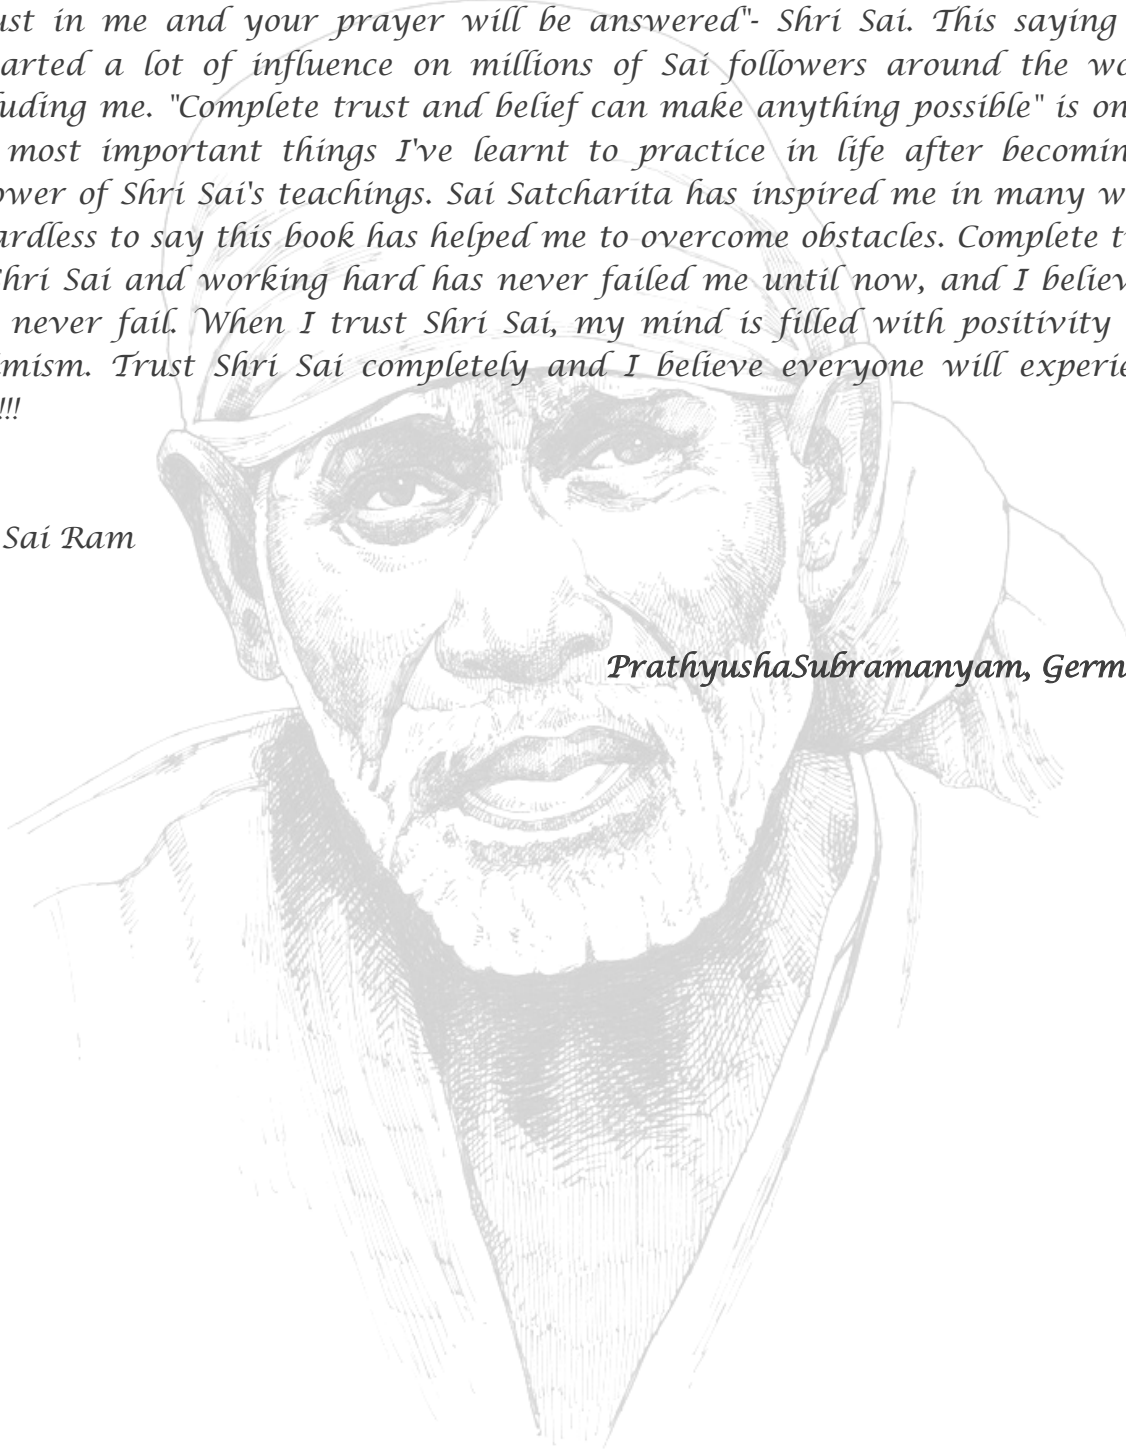 ust in me and your prayer will be answered"- Shri Sai. This saying
arted a lot of influence on millions of Sai followers around the wo
luding me. "Complete trust and belief can make anything possible" is on
most important things I've learnt to practice in life after becomin
ower of Shri Sai's teachings. Sai Satcharita has inspired me in many w
ardless to say this book has helped me to overcome obstacles. Complete t
Shri Sai and working hard has never failed me until now, and I believ
never fail. When I trust Shri Sai, my mind is filled with positivity
mism. Trust Shri Sai completely and I believe everyone will experie
!!!
Sai Ram
PrathyushaSubramanyam, Germ